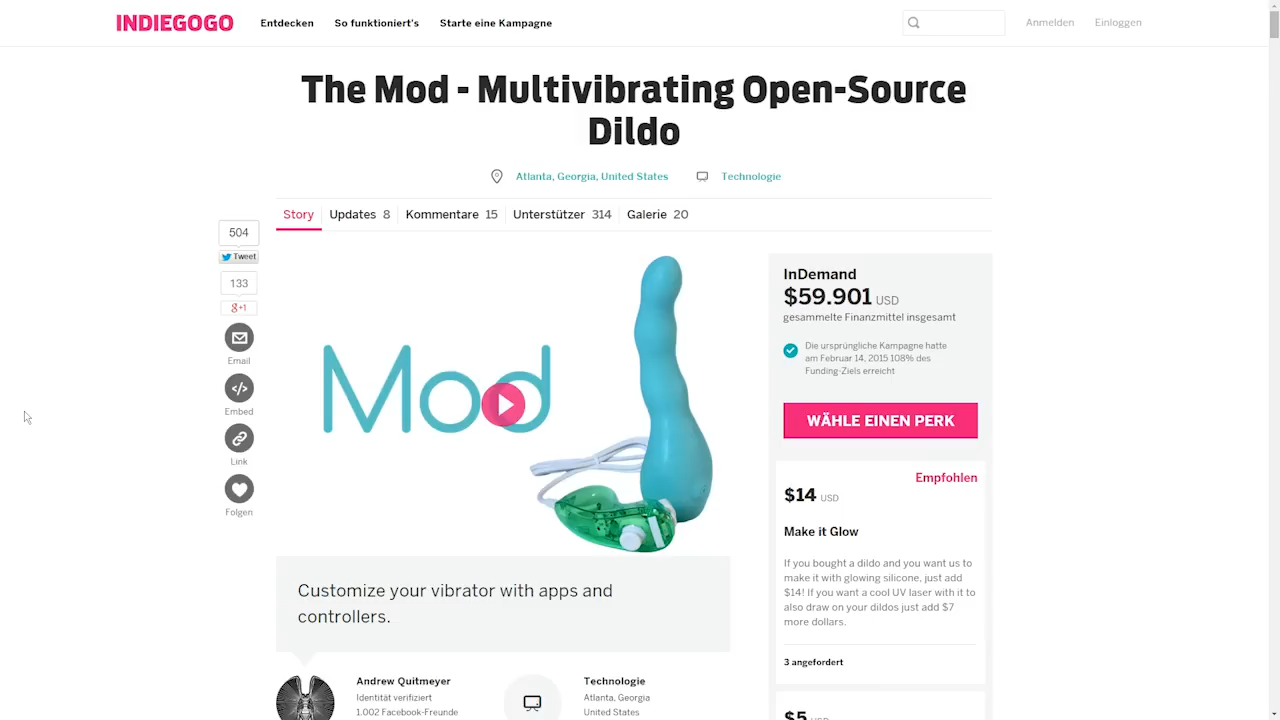 INDIEGOGO Entdecken So funktioniert's Starte eine Kampagne Anmelden Einloggen
The Mod - Multivibrating Open-Source
Dildo
Atlanta, Georgia, United States Technologie
Story Updates 8 Kommentare 15 Unterstützer 314 Galerie 20
504
Tweet
133
g+1
Email
Embed
Link
Folgen
Mod
InDemand
$59.901 USD
gesammelte Finanzmittel insgesamt
Die ursprüngliche Kampagne hatte
am Februar 14, 2015 108% des
Funding-Ziels erreicht
WÄHLE EINEN PERK
Empfohlen
$14 USD
Make it Glow
If you bought a dildo and you want us to
make it with glowing silicone, just add
$14! If you want a cool UV laser with it to
also draw on your dildos just add $7
more dollars.
3 angefordert
$5 USD
Customize your vibrator with apps and
controllers.
Andrew Quitmeyer
Identität verifiziert
1.002 Facebook-Freunde
Technologie
Atlanta, Georgia
United States